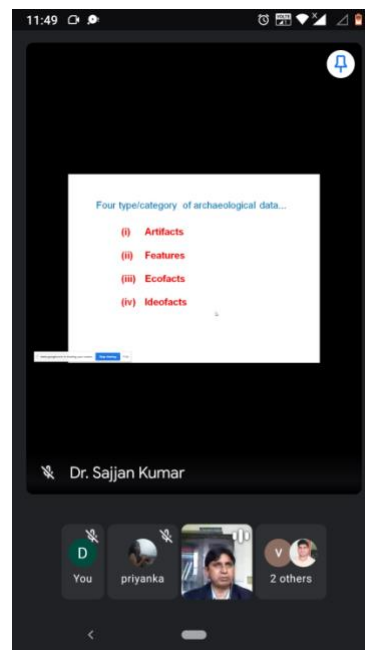 11:49
Four type/category of archaeological data...
(i) Artifacts
(ii) Features
(iii) Ecofacts
(iv) Ideofacts
Stop sharing
Dr. Sajjan Kumar
D
You
priyanka
V
2 others